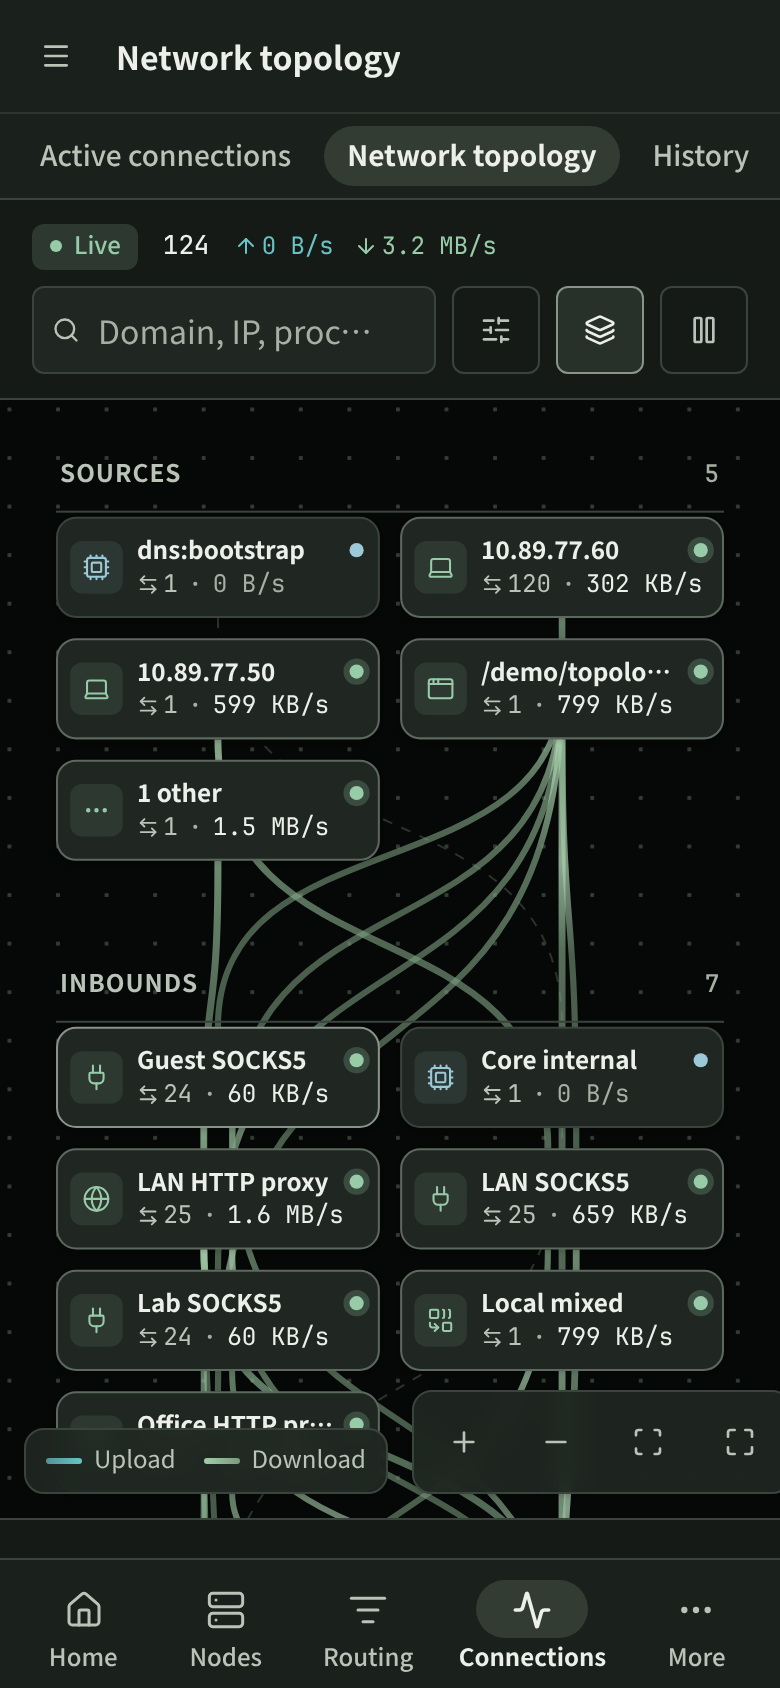 Network topology
Active connections
Network topology
History
Live
124
↑0 B/s
↓3.2 MB/s
Domain, IP, proc···
SOURCES
5
dns:bootstrap
⇆1 · 0 B/s
10.89.77.60
⇆120 · 302 KB/s
10.89.77.50
⇆1 · 599 KB/s
/demo/topolo···
⇆1 · 799 KB/s
1 other
⇆1 · 1.5 MB/s
INBOUNDS
7
Guest SOCKS5
⇆24 · 60 KB/s
Core internal
⇆1 · 0 B/s
LAN HTTP proxy
⇆25 · 1.6 MB/s
LAN SOCKS5
⇆25 · 659 KB/s
Lab SOCKS5
⇆24 · 60 KB/s
Local mixed
⇆1 · 799 KB/s
Office HTTP pr···
Upload
Download
Home
Nodes
Routing
Connections
More